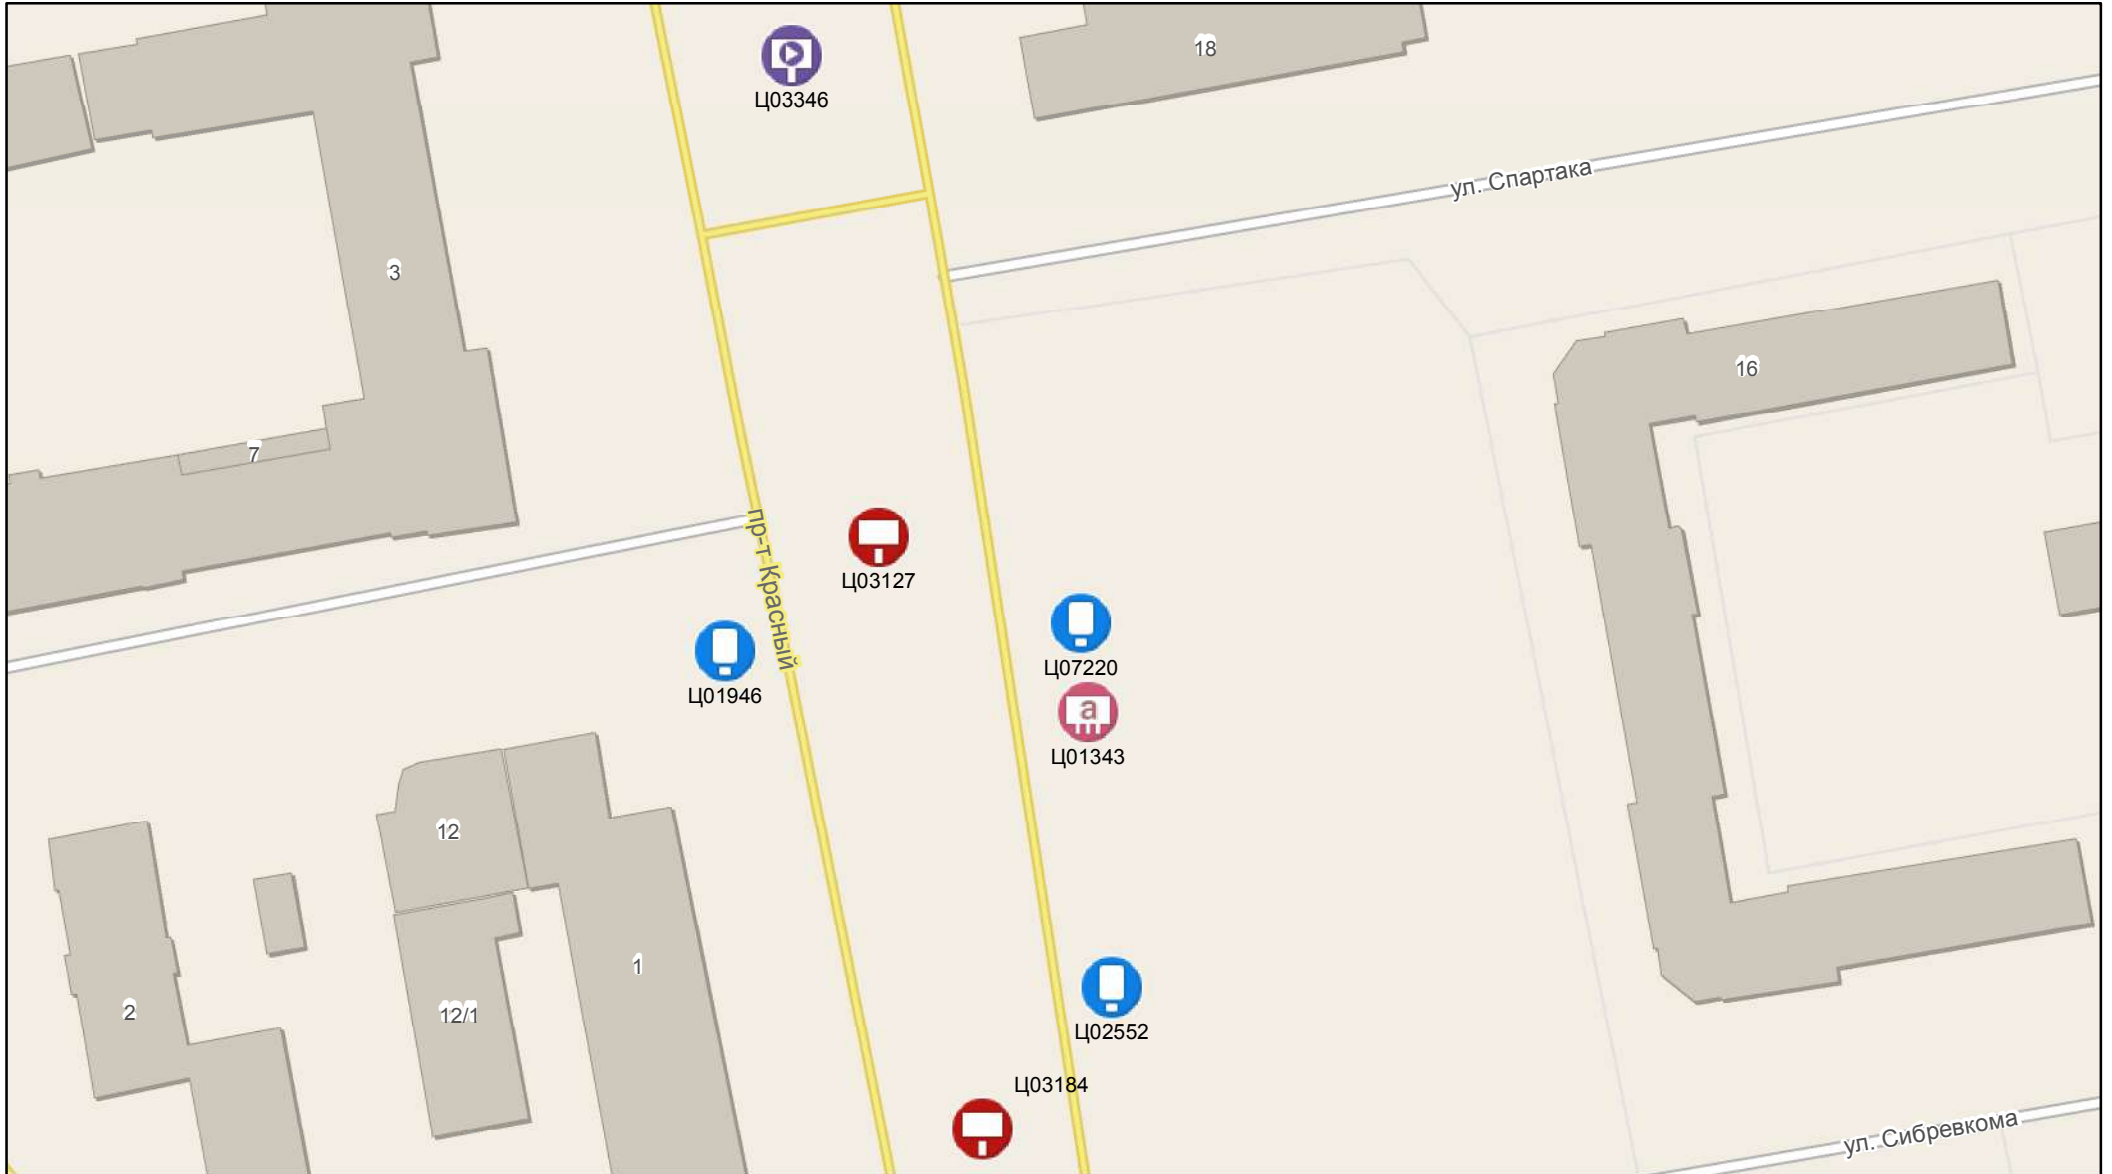 18
Ц03346
ул. Спартака
3
16
7
пр-т Красный
Ц03127
Ц07220
Ц01946
a
Ц01343
12
1
2
12/1
Ц02552
Ц03184
ул. Сибревкома